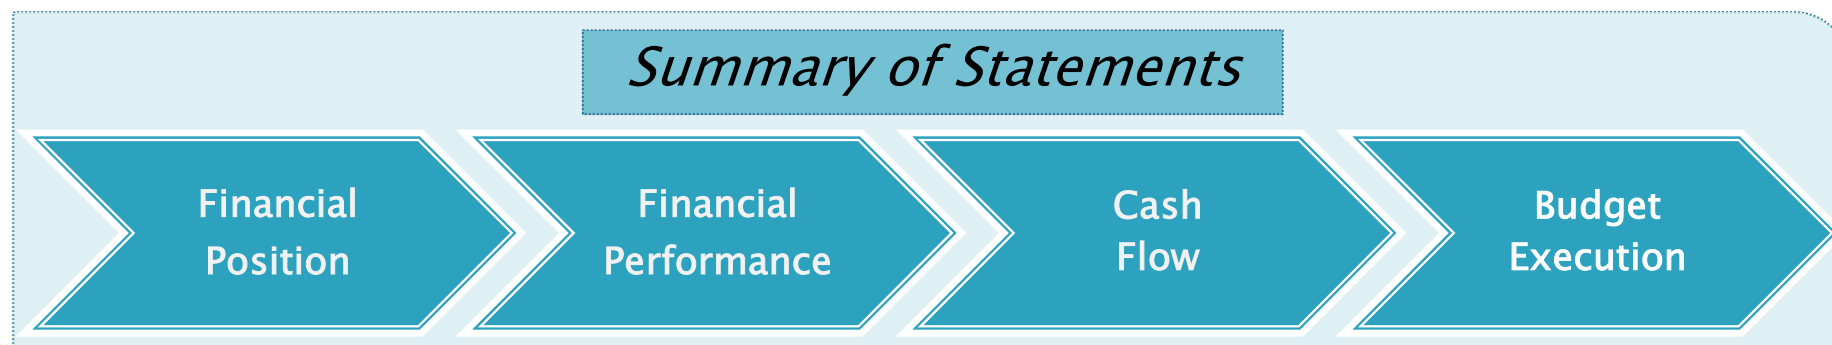 Summary of Statements
Financial
Position
Financial
Performance
Cash
Flow
Budget
Execution